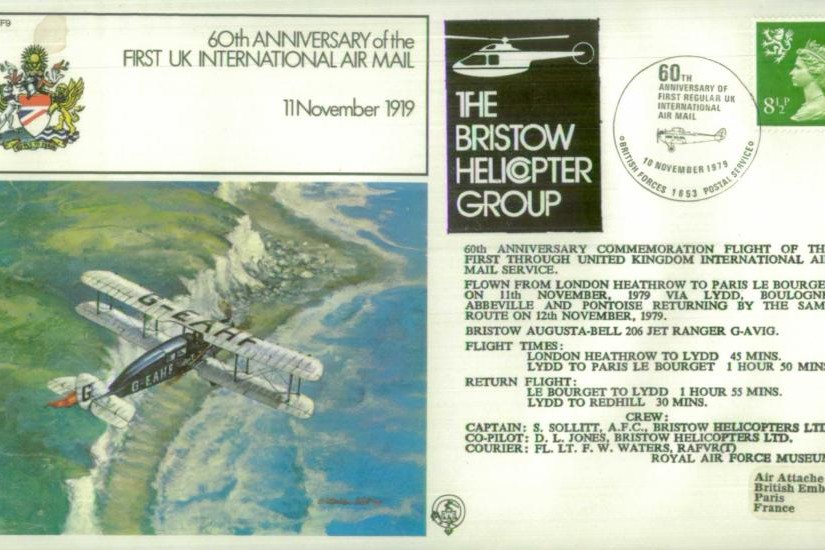 F9
60th ANNIVERSARY of the
FIRST UK INTERNATIONAL AIR MAIL
11 November 1919
THE
BRISTOW
HELICOPTER
GROUP
60TH
ANNIVERSARY OF
FIRST REGULAR UK
INTERNATIONAL
AIR MAIL
10 NOVEMBER 1979
BRITISH FORCES 1653 POSTAL SERVICE
8½P
G-EAHF
G-EAHF
G
60th ANNIVERSARY COMMEMORATION FLIGHT OF TH
FIRST THROUGH UNITED KINGDOM INTERNATIONAL AI
MAIL SERVICE.
FLOWN FROM LONDON HEATHROW TO PARIS LE BOURGE
ON 11th NOVEMBER, 1979 VIA LYDD, BOULOGN
ABBEVILLE AND PONTOISE RETURNING BY THE SAM
ROUTE ON 12th NOVEMBER, 1979.
BRISTOW AUGUSTA-BELL 206 JET RANGER G-AVIG.
FLIGHT TIMES:
LONDON HEATHROW TO LYDD 45 MINS.
LYDD TO PARIS LE BOURGET 1 HOUR 50 MIN
RETURN FLIGHT:
LE BOURGET TO LYDD 1 HOUR 55 MINS.
LYDD TO REDHILL 30 MINS.
CREW:
CAPTAIN: S. SOLLITT, A.F.C., BRISTOW HELICOPTERS LTD
CO-PILOT: D. L. JONES, BRISTOW HELICOPTERS LTD.
COURIER: FL. LT. F. W. WATERS, RAFVR(T)
ROYAL AIR FORCE MUSEUM
Air Attache
British Emb
Paris
France